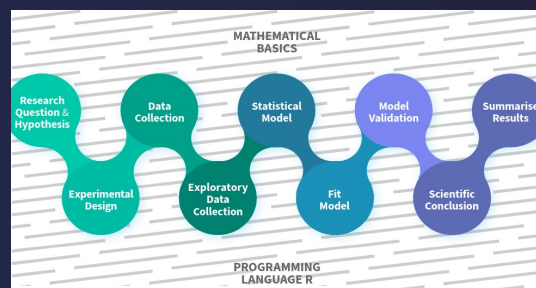 MATHEMATICAL
BASICS
Research
Question &
Hypothesis
Experimental
Design
Data
Collection
Exploratory
Data
Collection
Statistical
Model
Fit
Model
Model
Validation
Scientific
Conclusion
Summarise
Results
PROGRAMMING
LANGUAGE R